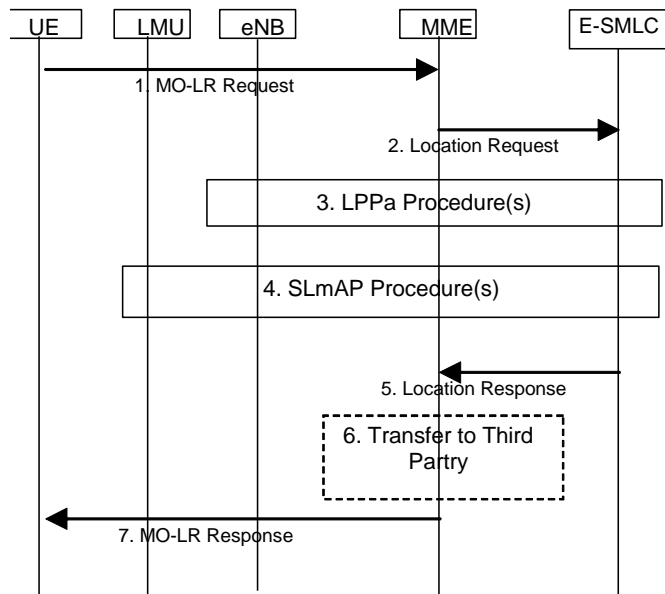 UE
LMU
eNB
MME
E-SMLC
1. MO-LR Request
2. Location Request
3. LPPa Procedure(s)
4. SLmAP Procedure(s)
5. Location Response
6. Transfer to Third
Partry
7. MO-LR Response